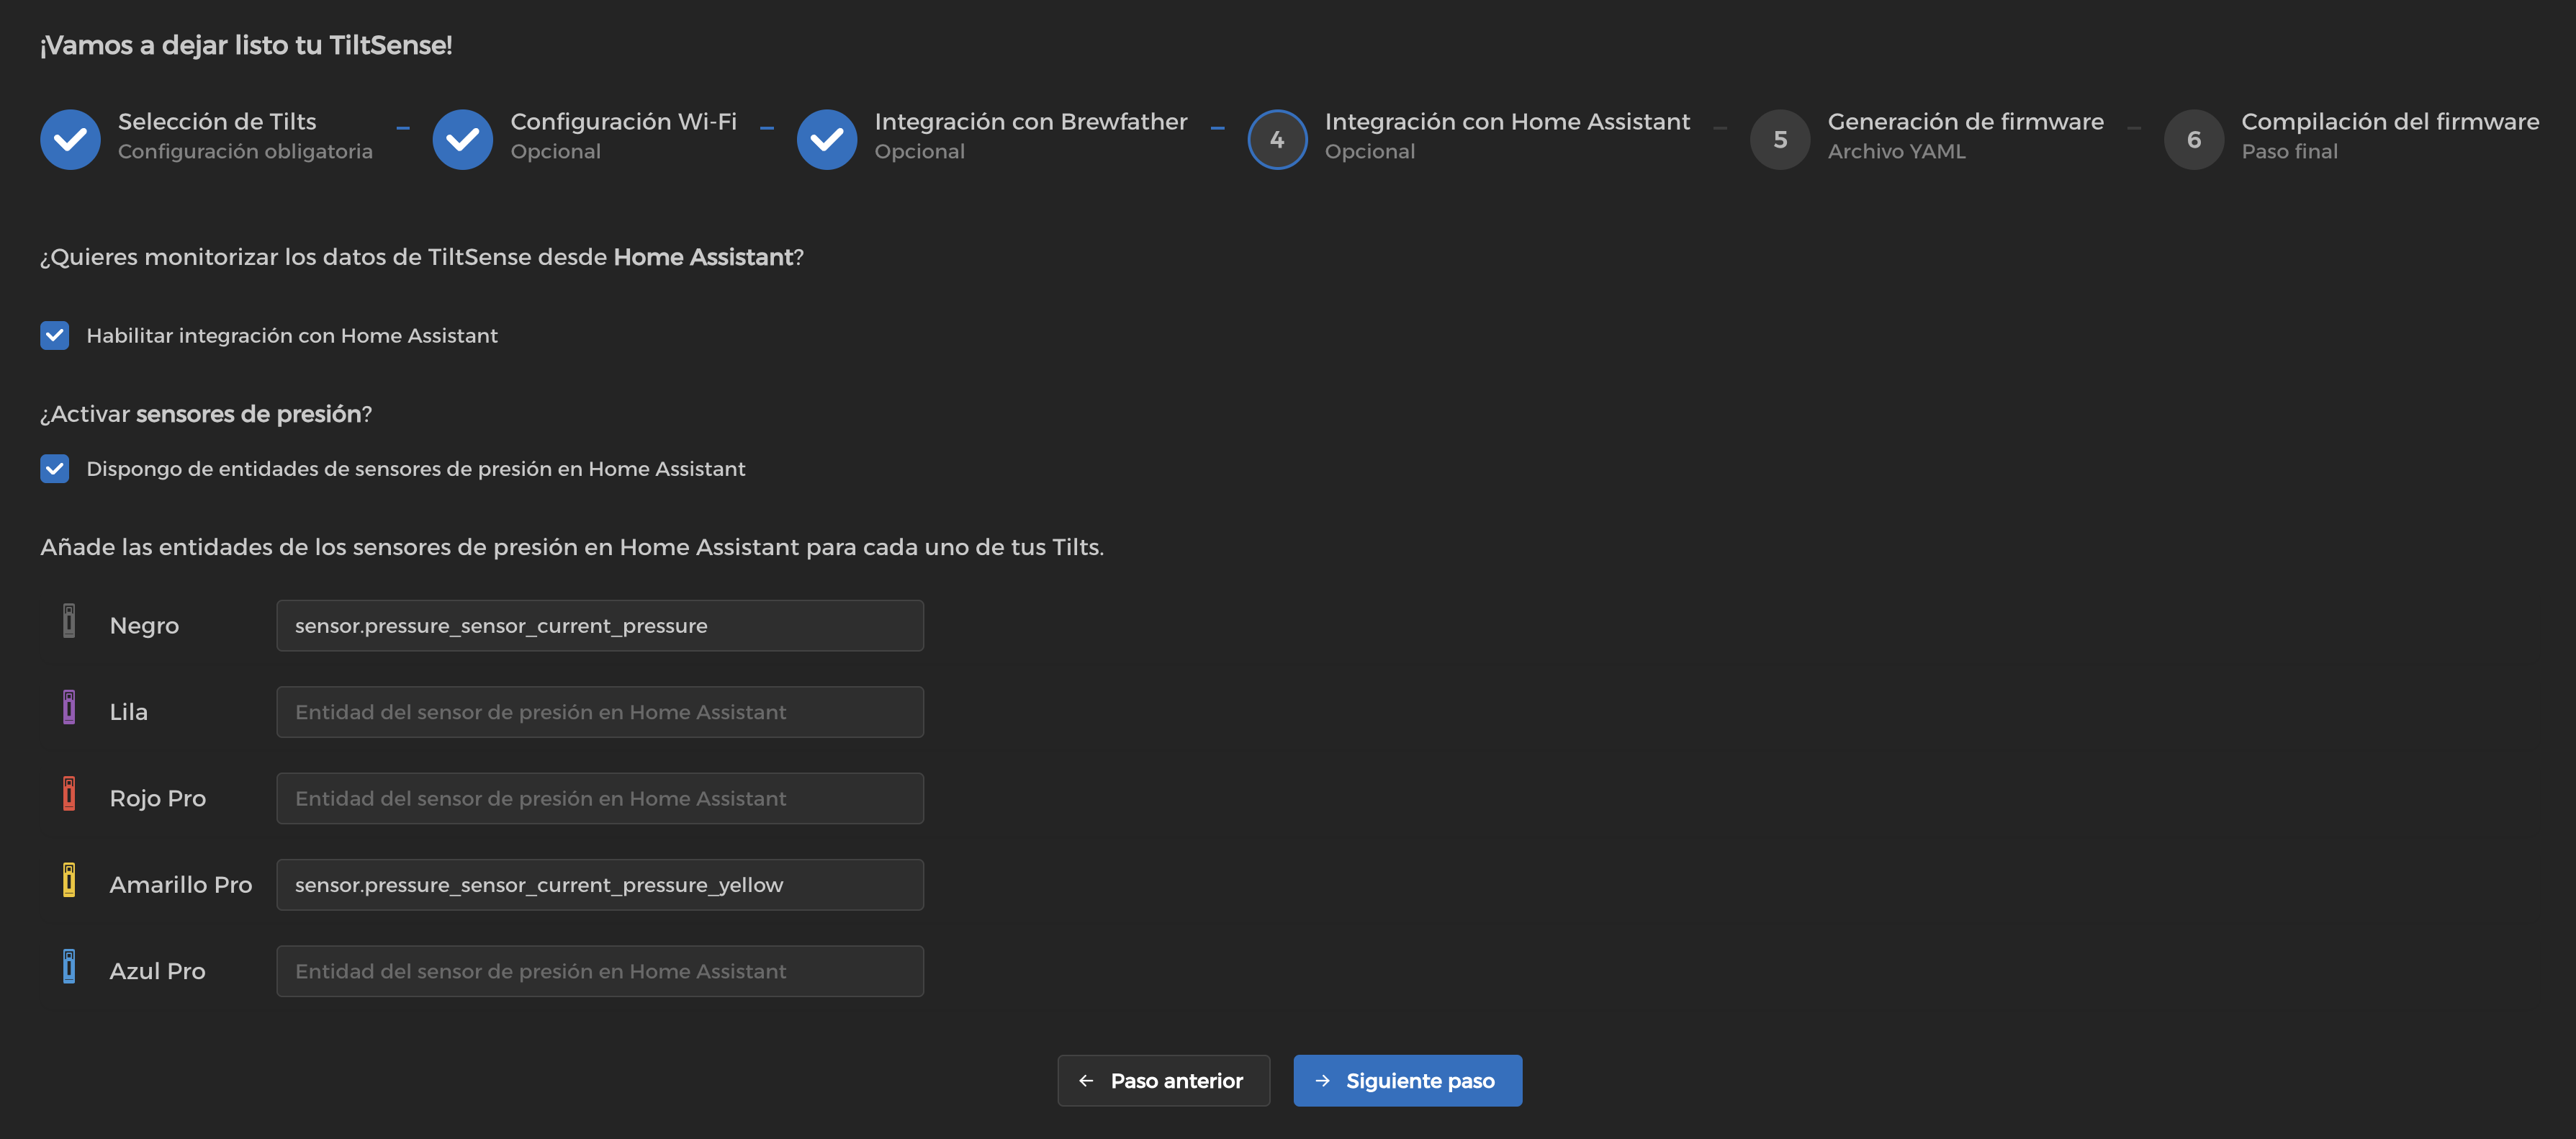 ¡Vamos a dejar listo tu TiltSense!
Selección de Tilts
Configuración obligatoria
Configuración Wi-Fi
Opcional
Integración con Brewfather
Opcional
4
Integración con Home Assistant
Opcional
5
Generación de firmware
Archivo YAML
6
Compilación del firmware
Paso final
¿Quieres monitorizar los datos de TiltSense desde Home Assistant?
Habilitar integración con Home Assistant
¿Activar sensores de presión?
Dispongo de entidades de sensores de presión en Home Assistant
Añade las entidades de los sensores de presión en Home Assistant para cada uno de tus Tilts.
Negro sensor.pressure_sensor_current_pressure
Lila Entidad del sensor de presión en Home Assistant
Rojo Pro Entidad del sensor de presión en Home Assistant
Amarillo Pro sensor.pressure_sensor_current_pressure_yellow
Azul Pro Entidad del sensor de presión en Home Assistant
← Paso anterior → Siguiente paso